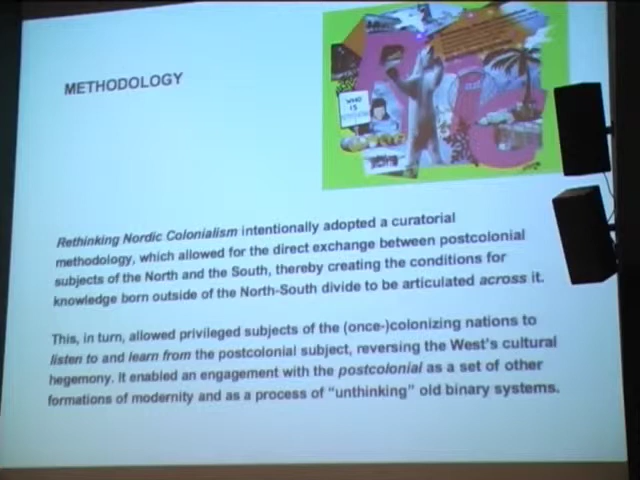 METHODOLOGY
WHO
IS
Rethinking Nordic Colonialism intentionally adopted a curatorial
methodology, which allowed for the direct exchange between postcolonial
subjects of the North and the South, thereby creating the conditions for
knowledge born outside of the North-South divide to be articulated across it.
This, in turn, allowed privileged subjects of the (once-)colonizing nations to
listen to and learn from the postcolonial subject, reversing the West's cultural
hegemony. It enabled an engagement with the postcolonial as a set of other
formations of modernity and as a process of "unthinking" old binary systems.